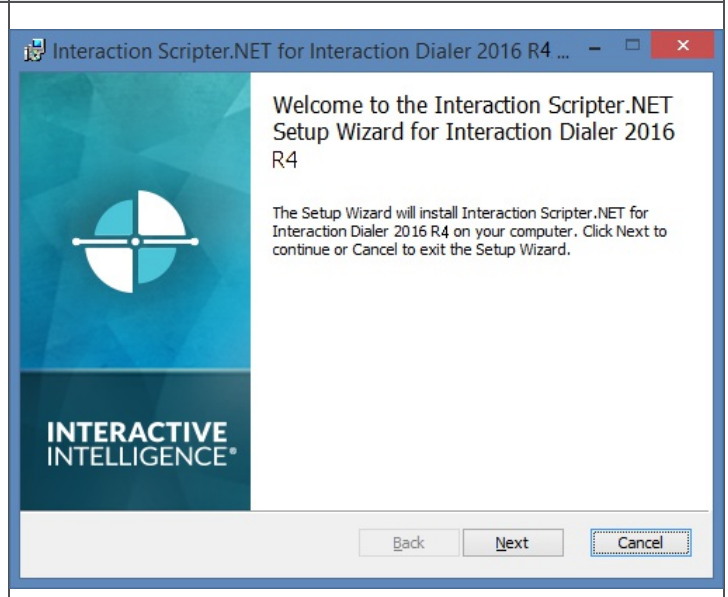 Interaction Scripter.NET for Interaction Dialer 2016 R4 ...
Welcome to the Interaction Scripter.NET
Setup Wizard for Interaction Dialer 2016
R4
The Setup Wizard will install Interaction Scripter.NET for
Interaction Dialer 2016 R4 on your computer. Click Next to
continue or Cancel to exit the Setup Wizard.
INTERACTIVE
INTELLIGENCE®
Back Next Cancel